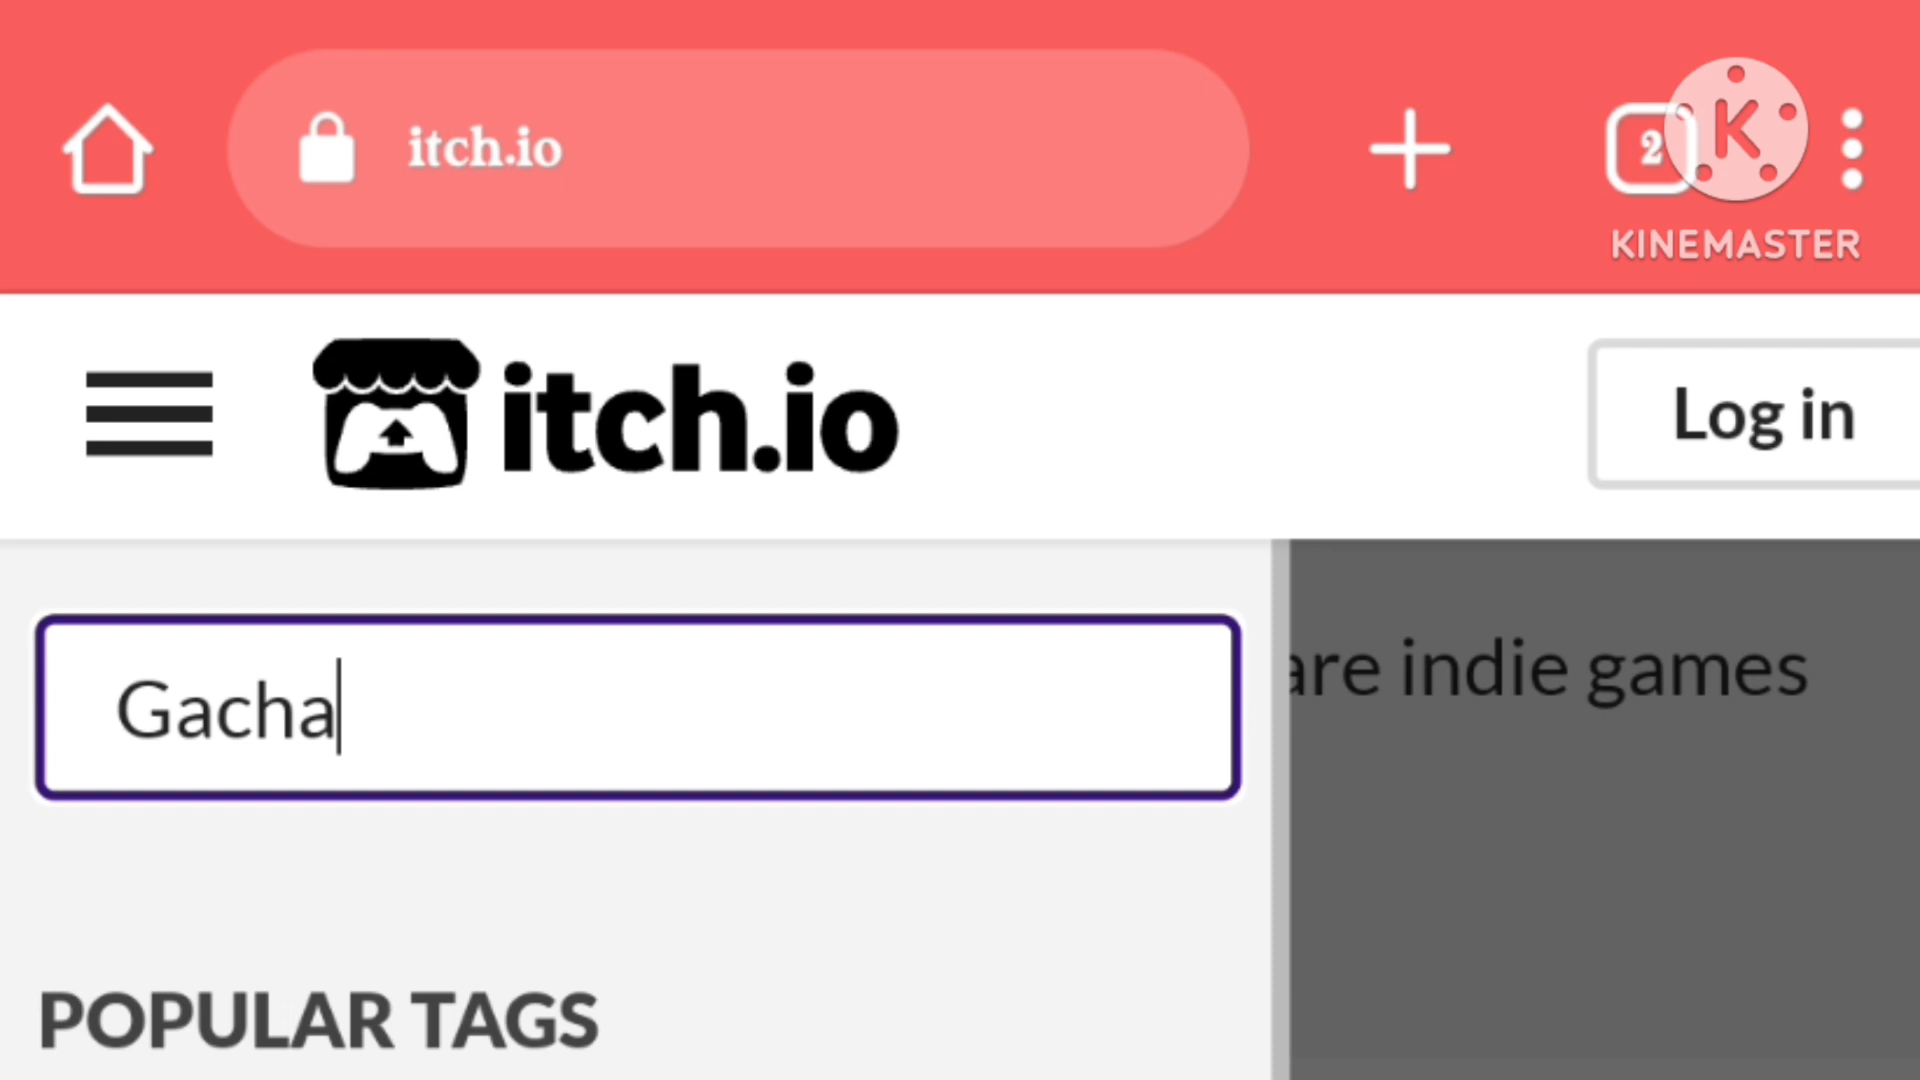 itch.io
2
K
KINEMASTER
itch.io
Log in
Gacha
are indie games
POPULAR TAGS